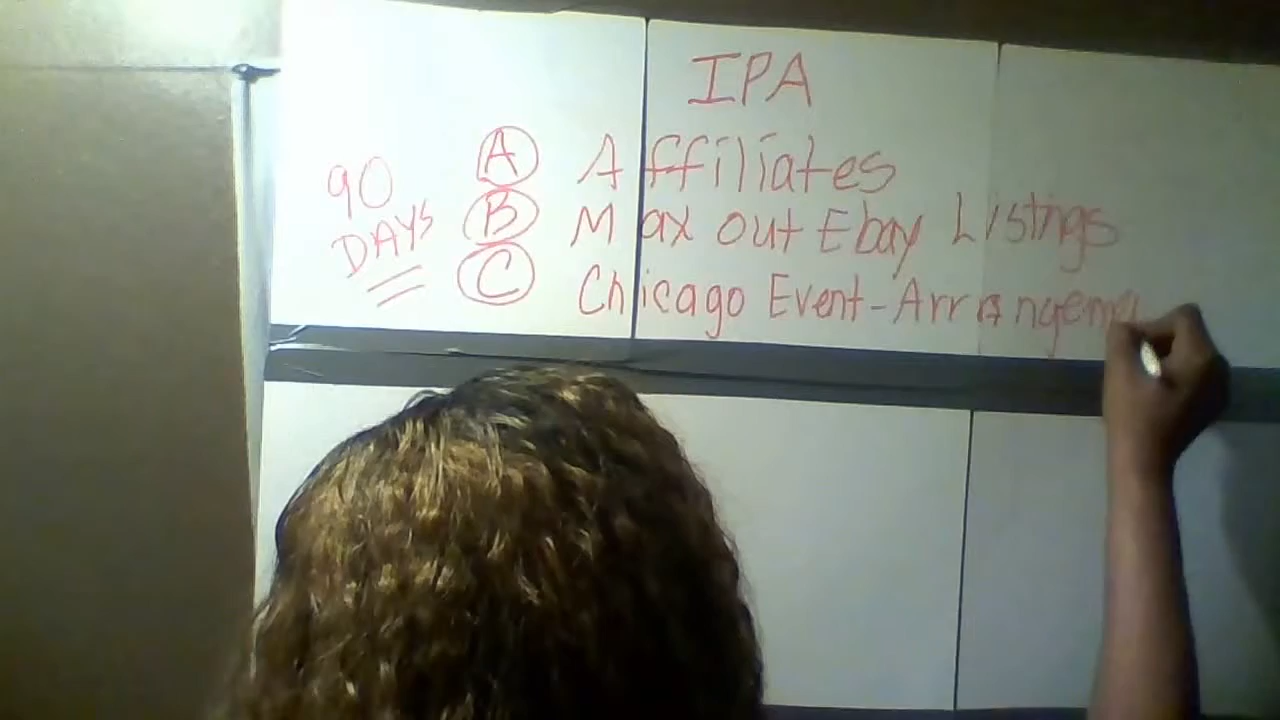 IPA
90 DAYS
A Affiliates
B Max out Ebay Listings
C Chicago Event-Arrangem